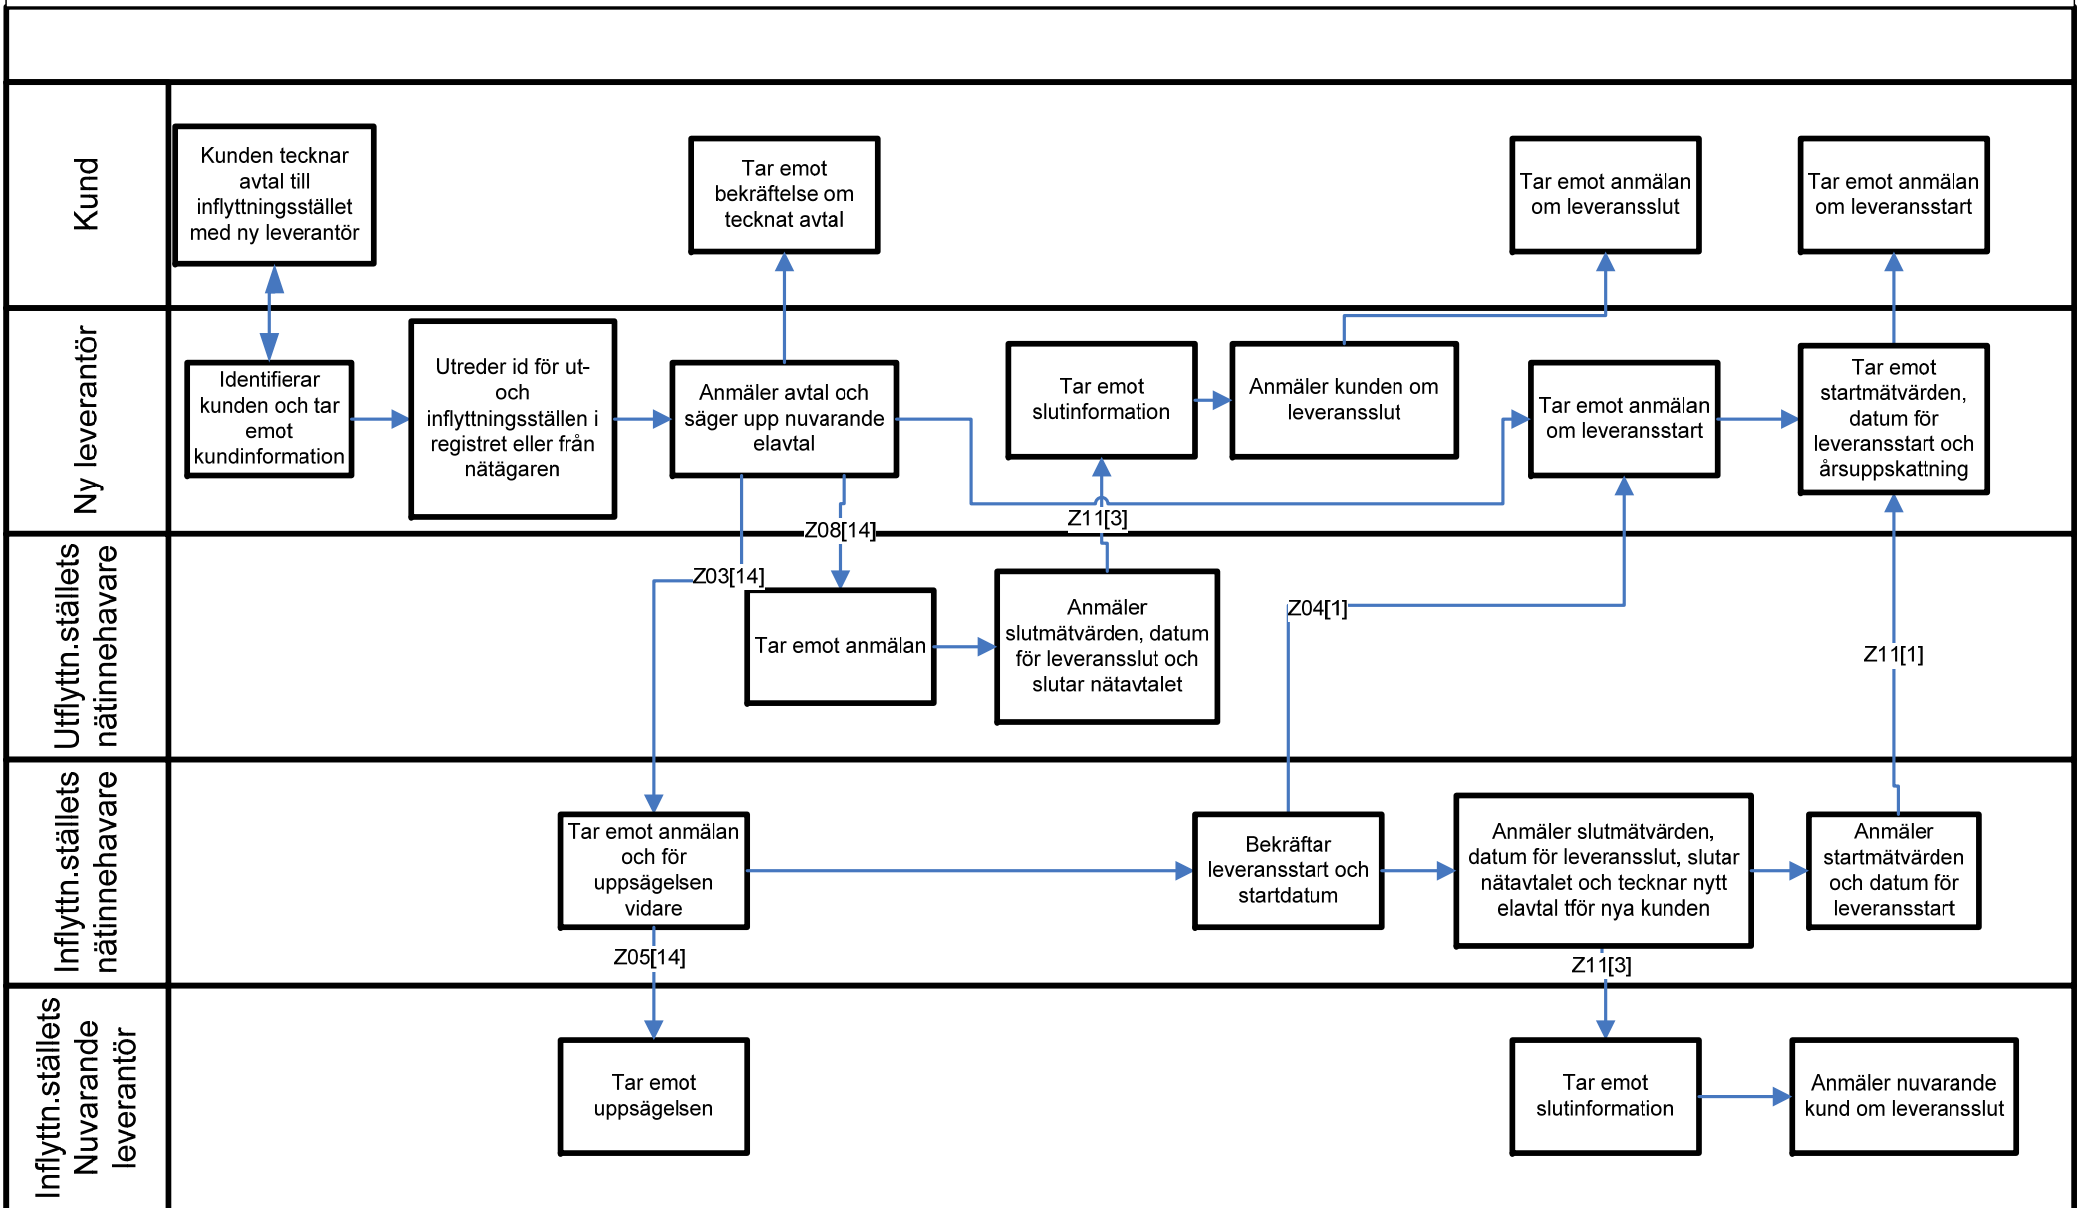 Kund
Kunden tecknar
avtal till
inflyttningsstället
med ny leverantör
Tar emot
bekräftelse om
tecknat avtal
Tar emot anmälan
om leveransslut
Tar emot anmälan
om leveransstart
Ny leverantör
Identifierar
kunden och tar
emot
kundinformation
Utreder id för ut-
och
inflyttningsställen i
registret eller från
nätägaren
Anmäler avtal och
säger upp nuvarande
elavtal
Tar emot
slutinformation
Anmäler kunden om
leveransslut
Tar emot anmälan
om leveransstart
Tar emot
startmätvärden,
datum för
leveransstart och
årsuppskattning
Z08[14]
Z11[3]
Utflyttn.ställets
nätinnehavare
Z03[14]
Tar emot anmälan
Anmäler
slutmätvärden, datum
för leveransslut och
slutar nätavtalet
Z04[1]
Z11[1]
Inflyttn.ställets
nätinnehavare
Tar emot anmälan
och för
uppsägelsen
vidare
Bekräftar
leveransstart och
startdatum
Anmäler slutmätvärden,
datum för leveransslut, slutar
nätavtalet och tecknar nytt
elavtal tför nya kunden
Anmäler
startmätvärden
och datum för
leveransstart
Z05[14]
Z11[3]
Inflyttn.ställets
Nuvarande
leverantör
Tar emot
uppsägelsen
Tar emot
slutinformation
Anmäler nuvarande
kund om leveransslut